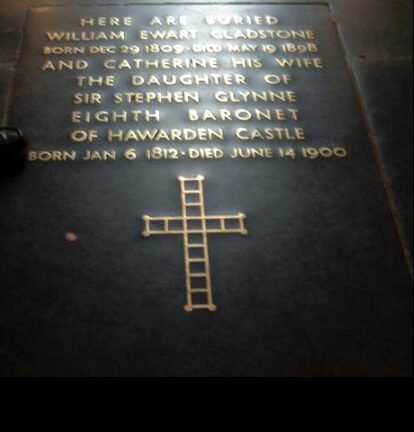 HERE ARE BURIED
WILLIAM EWART GLADSTONE
BORN DEC 29 1809 · DIED MAY 19 1898
AND CATHERINE HIS WIFE
THE DAUGHTER OF
SIR STEPHEN GLYNNE
EIGHTH BARONET
OF HAWARDEN CASTLE
BORN JAN 6 1812 · DIED JUNE 14 1900